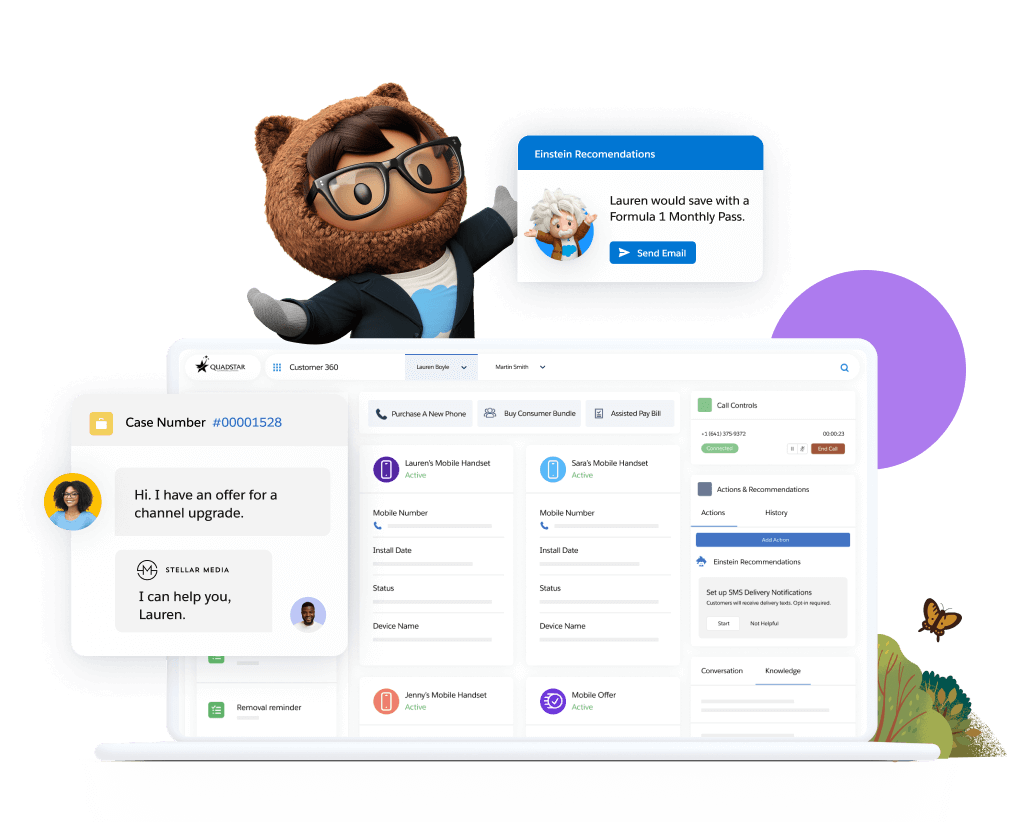 Einstein Recomendations
Lauren would save with a
Formula 1 Monthly Pass.
Send Email
QUADSTAR
Customer 360
Lauren Boyle
Martin Smith
Case Number #00001528
Hi. I have an offer for a
channel upgrade.
STELLAR MEDIA
I can help you,
Lauren.
Removal reminder
Purchase A New Phone
Buy Consumer Bundle
Assisted Pay Bill
Lauren's Mobile Handset
Active
Mobile Number
Install Date
Status
Device Name
Sara's Mobile Handset
Active
Mobile Number
Install Date
Status
Device Name
Jenny's Mobile Handset
Active
Mobile Offer
Active
Call Controls
+1 (641) 375-9372
00:00:23
Connected
End Call
Actions & Recommendations
Actions
History
Add Action
Einstein Recommendations
Set up SMS Delivery Notifications
Customers will receive delivery texts. Opt-in required.
Start
Not Helpful
Conversation
Knowledge